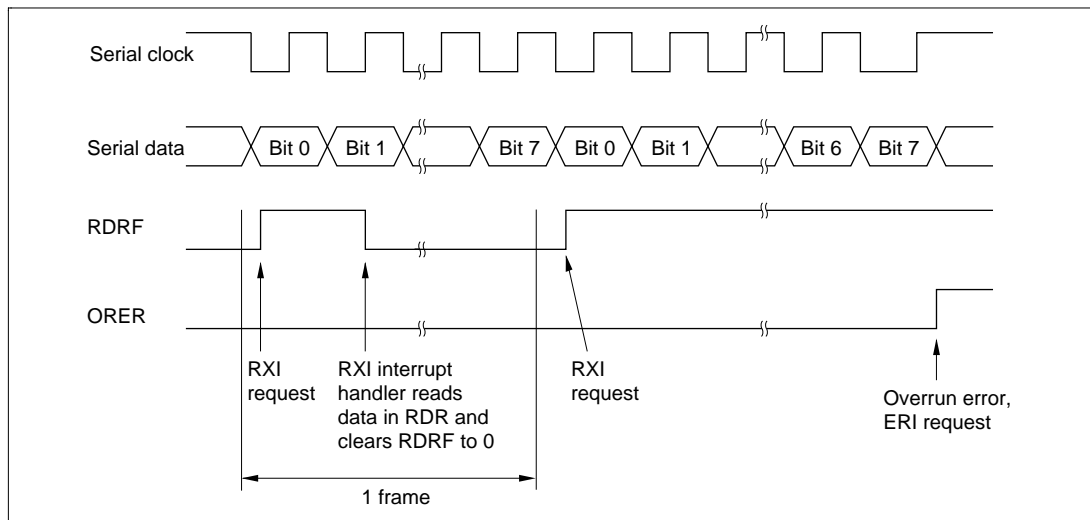 Serial clock
Serial data
Bit 0
Bit 1
Bit 7
Bit 0
Bit 1
Bit 6
Bit 7
RDRF
ORER
RXI
request
RXI interrupt
handler reads
data in RDR and
clears RDRF to 0
RXI
request
Overrun error,
ERI request
1 frame